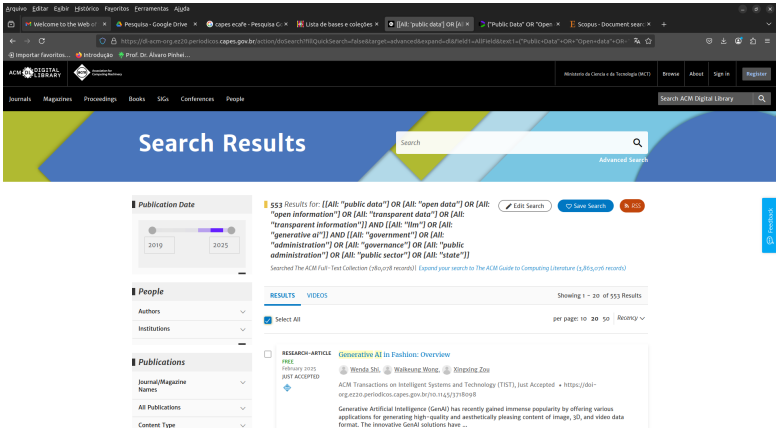 Arquivo Editar Exibir Histórico Favoritos Ferramentas Ajuda
Welcome to the Web of × Pesquisa - Google Drive × capes ecafe - Pesquisa Go × Lista de bases e coleções × [[All: "public data"] OR [A × ("Public Data" OR "Open × Scopus - Document sear × +
https://dl-acm-org.ez20.periodicos.capes.gov.br/action/doSearch?fillQuickSearch=false&target=advanced&expand=dl&field1=AllField&text1=("Public+Data"+OR+"Open+data"+OR+
Importar favoritos... Introdução Prof. Dr. Álvaro Pinhei...
ACM DIGITAL LIBRARY Association for Computing Machinery Ministerio da Ciencia e da Tecnologia (MCT) Browse About Sign in Register
Journals Magazines Proceedings Books SIGs Conferences People Search ACM Digital Library
Search Results
Search
Advanced Search
Publication Date
2019 2025
People
Authors
Institutions
Publications
Journal/Magazine Names
All Publications
Content Type
553 Results for: [[All: "public data"] OR [All: "open data"] OR [All:
"open information"] OR [All: "transparent data"] OR [All:
"transparent information"]] AND [[All: "llm"] OR [All:
"generative ai"]] AND [[All: "government"] OR [All:
"administration"] OR [All: "governance"] OR [All: "public
administration"] OR [All: "public sector"] OR [All: "state"]]
Edit Search Save Search RSS
Searched The ACM Full-Text Collection (780,078 records)| Expand your search to The ACM Guide to Computing Literature (3,863,076 records)
Feedback
RESULTS VIDEOS Showing 1 - 20 of 553 Results
Select All per page: 10 20 50 Recency
RESEARCH-ARTICLE
FREE
February 2025
JUST ACCEPTED
Generative AI in Fashion: Overview
Wenda Shi, Waikeung Wong, Xingxing Zou
ACM Transactions on Intelligent Systems and Technology (TIST), Just Accepted • https://doi-
org.ez20.periodicos.capes.gov.br/10.1145/3718098
Generative Artificial Intelligence (GenAI) has recently gained immense popularity by offering various
applications for generating high-quality and aesthetically pleasing content of image, 3D, and video data
format. The innovative GenAI solutions have ...